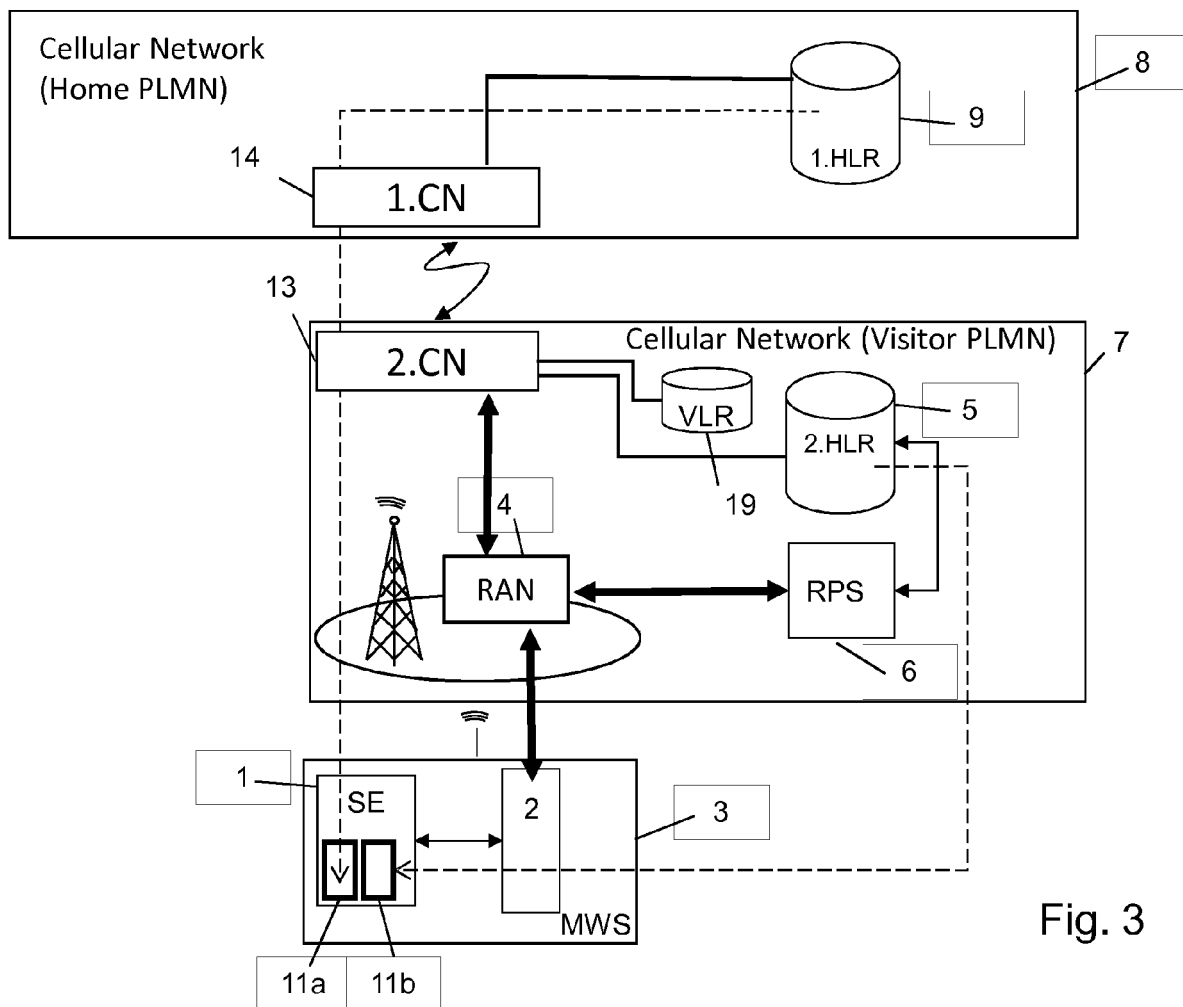 Cellular Network
(Home PLMN)
8
9
1.HLR
14
1.CN
13
2.CN
Cellular Network (Visitor PLMN)
7
VLR
5
2.HLR
19
4
RAN
RPS
6
1
SE
2
3
MWS
11a
11b
Fig. 3